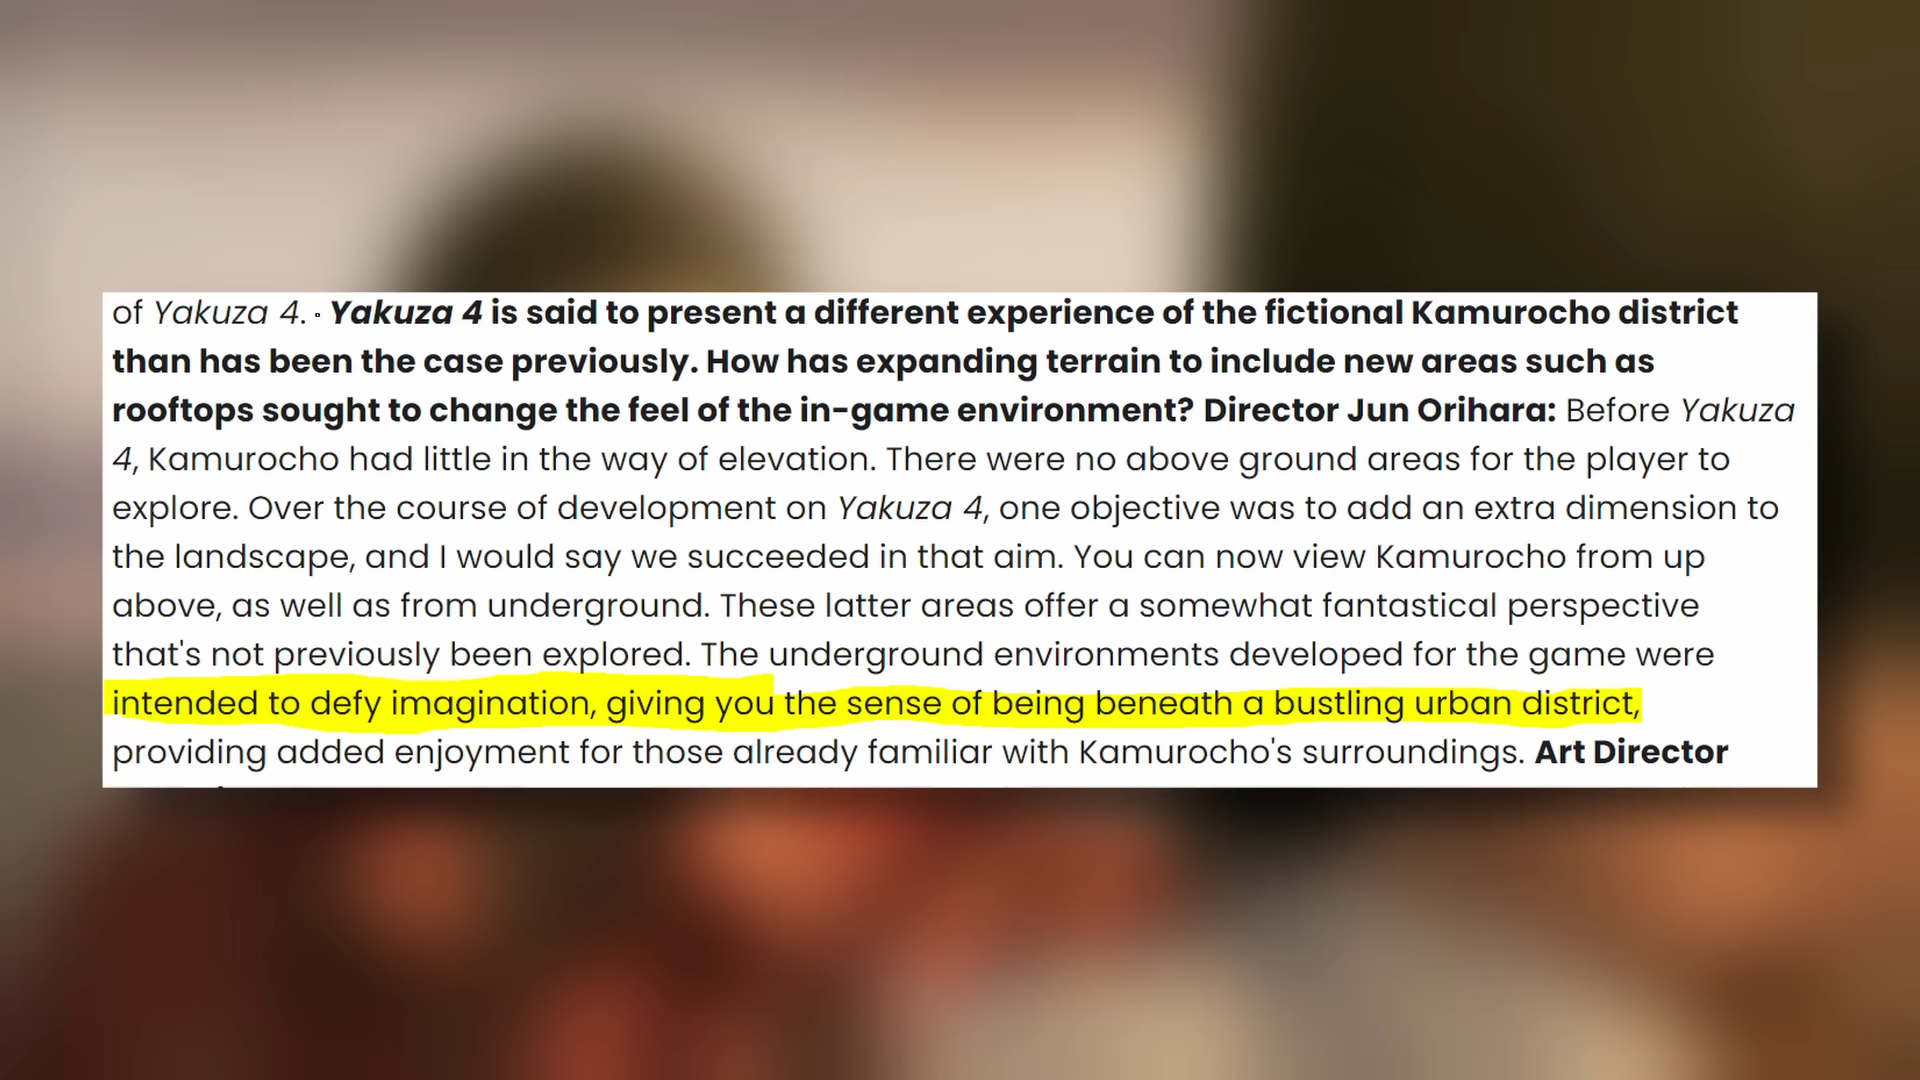 of Yakuza 4. · Yakuza 4 is said to present a different experience of the fictional Kamurocho district
than has been the case previously. How has expanding terrain to include new areas such as
rooftops sought to change the feel of the in-game environment? Director Jun Orihara: Before Yakuza
4, Kamurocho had little in the way of elevation. There were no above ground areas for the player to
explore. Over the course of development on Yakuza 4, one objective was to add an extra dimension to
the landscape, and I would say we succeeded in that aim. You can now view Kamurocho from up
above, as well as from underground. These latter areas offer a somewhat fantastical perspective
that's not previously been explored. The underground environments developed for the game were
intended to defy imagination, giving you the sense of being beneath a bustling urban district,
providing added enjoyment for those already familiar with Kamurocho's surroundings. Art Director